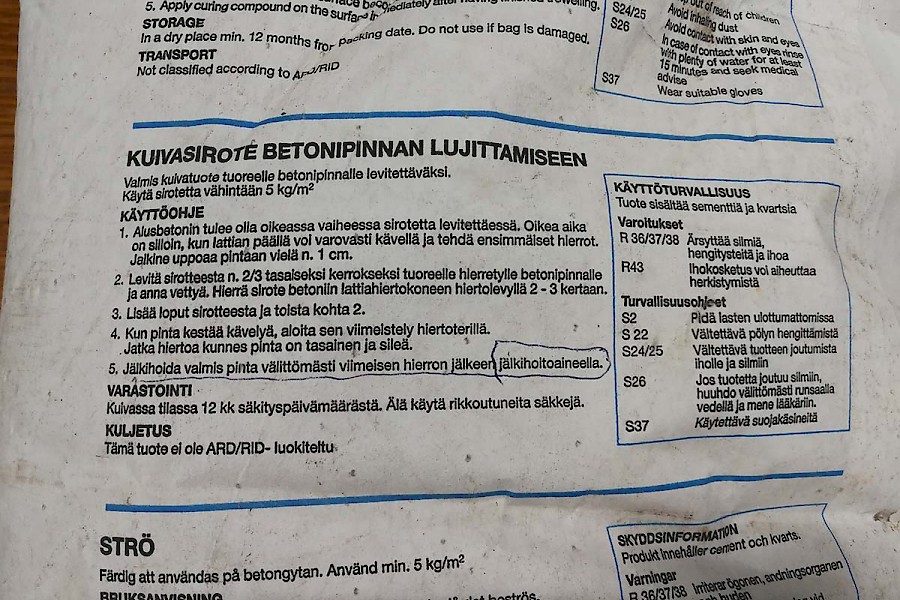 5. Apply curing compound on the surface immediately after having finished trowelling.
STORAGE
In a dry place min. 12 months from packing date. Do not use if bag is damaged.
TRANSPORT
Not classified according to ARD/RID
out of reach of children
S24/25 Avoid inhaling dust
S26 Avoid contact with skin and eyes
In case of contact with eyes rinse
with plenty of water for at least
15 minutes and seek medical
advise
S37 Wear suitable gloves
KUIVASIROTE BETONIPINNAN LUJITTAMISEEN
Valmis kuivatuote tuoreelle betonipinnalle levitettäväksi.
Käytä sirotetta vähintään 5 kg/m²
KÄYTTÖOHJE
1. Alusbetonin tulee olla oikeassa vaiheessa sirotetta levitettäessä. Oikea aika
on silloin, kun lattian päällä voi varovasti kävellä ja tehdä ensimmäiset hierrot.
Jalkine uppoaa pintaan vielä n. 1 cm.
2. Levitä sirotteesta n. 2/3 tasaiseksi kerrokseksi tuoreelle hierretylle betonipinnalle
ja anna vettyä. Hierrä sirote betoniin lattiahiertokoneen hiertolevyllä 2 - 3 kertaan.
3. Lisää loput sirotteesta ja toista kohta 2.
4. Kun pinta kestää kävelyä, aloita sen viimeistely hiertoterillä.
Jatka hiertoa kunnes pinta on tasainen ja sileä.
5. Jälkihoida valmis pinta välittömästi viimeisen hierron jälkeen jälkihoitoaineella.
VARASTOINTI
Kuivassa tilassa 12 kk säkityspäivämäärästä. Älä käytä rikkoutuneita säkkejä.
KULJETUS
Tämä tuote ei ole ARD/RID- luokiteltu
KÄYTTÖTURVALLISUUS
Tuote sisältää sementtiä ja kvartsia
Varoitukset
R 36/37/38 Ärsyttää silmiä,
hengitysteitä ja ihoa
R43 Ihokosketus voi aiheuttaa
herkistymistä
Turvallisuusohjeet
S2 Pidä lasten ulottumattomissa
S 22 Vältettävä pölyn hengittämistä
S24/25 Vältettävä tuotteen joutumista
iholle ja silmiin
S26 Jos tuotetta joutuu silmiin,
huuhdo välittömästi runsaalla
vedellä ja mene lääkäriin.
S37 Käytettävä suojakäsineitä
STRÖ
Färdig att användas på betongytan. Använd min. 5 kg/m²
BRUKSANVISNING
SKYDDSINFORMATION
Produkt innehåller cement och kvarts.
Varningar
R 36/37/38 Irriterar ögonen, andningsorganen
och huden